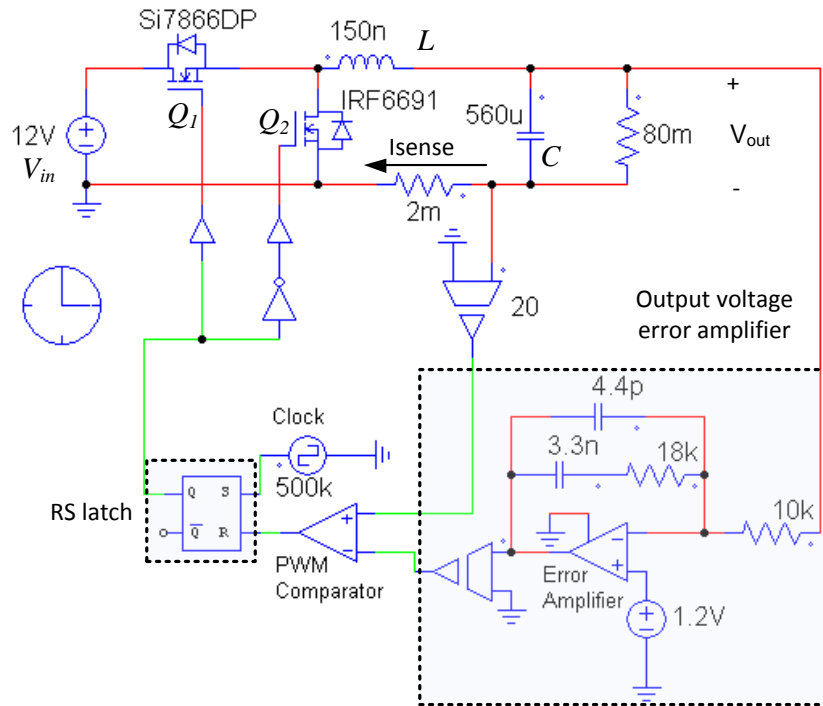 Si7866DP
150n
L
IRF6691
Q1
Q2
560u
80m
+
Vout
-
12V
Vin
Isense
C
2m
20
Output voltage
error amplifier
4.4p
3.3n
18k
10k
Clock
500k
RS latch
Q S
Q R
+
-
PWM
Comparator
-
+
Error
Amplifier
1.2V